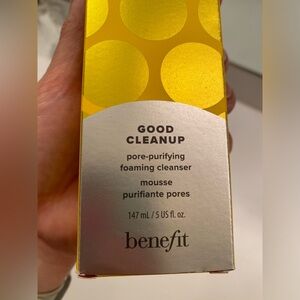 GOOD
CLEANUP
pore-purifying
foaming cleanser
mousse
purifiante pores
147 mL / 5 US fl. oz.
benefit